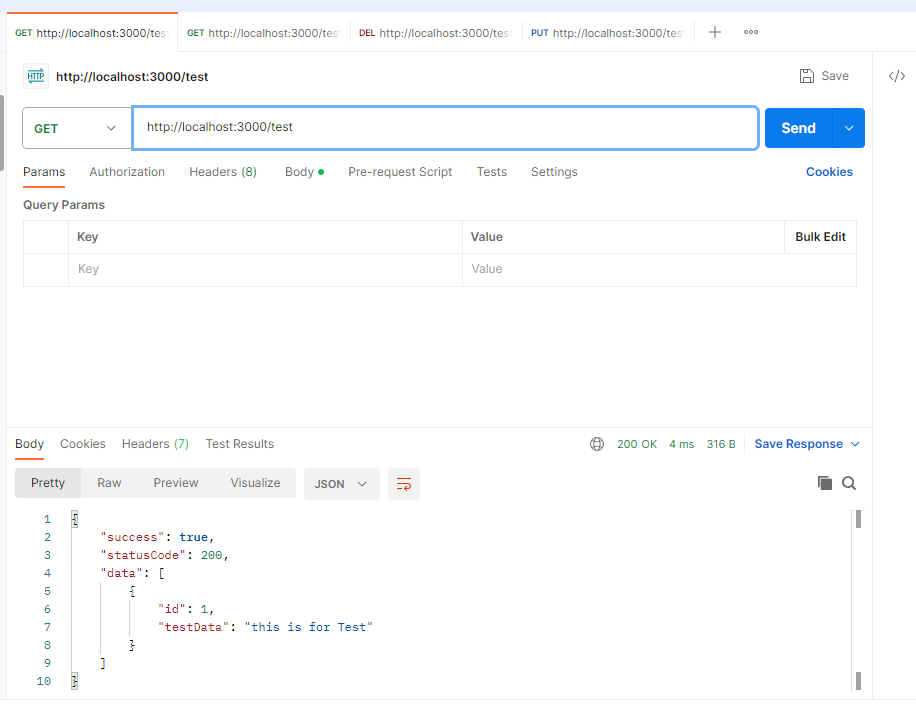 GET http://localhost:3000/tes GET http://localhost:3000/test DEL http://localhost:3000/test PUT http://localhost:3000/test
HTTP http://localhost:3000/test Save
GET http://localhost:3000/test Send
Params Authorization Headers (8) Body Pre-request Script Tests Settings Cookies
Query Params
Key Value Bulk Edit
Key Value
Body Cookies Headers (7) Test Results 200 OK 4 ms 316 B Save Response
Pretty Raw Preview Visualize JSON
1 {
2 "success": true,
3 "statusCode": 200,
4 "data": [
5 {
6 "id": 1,
7 "testData": "this is for Test"
8 }
9 ]
10 }